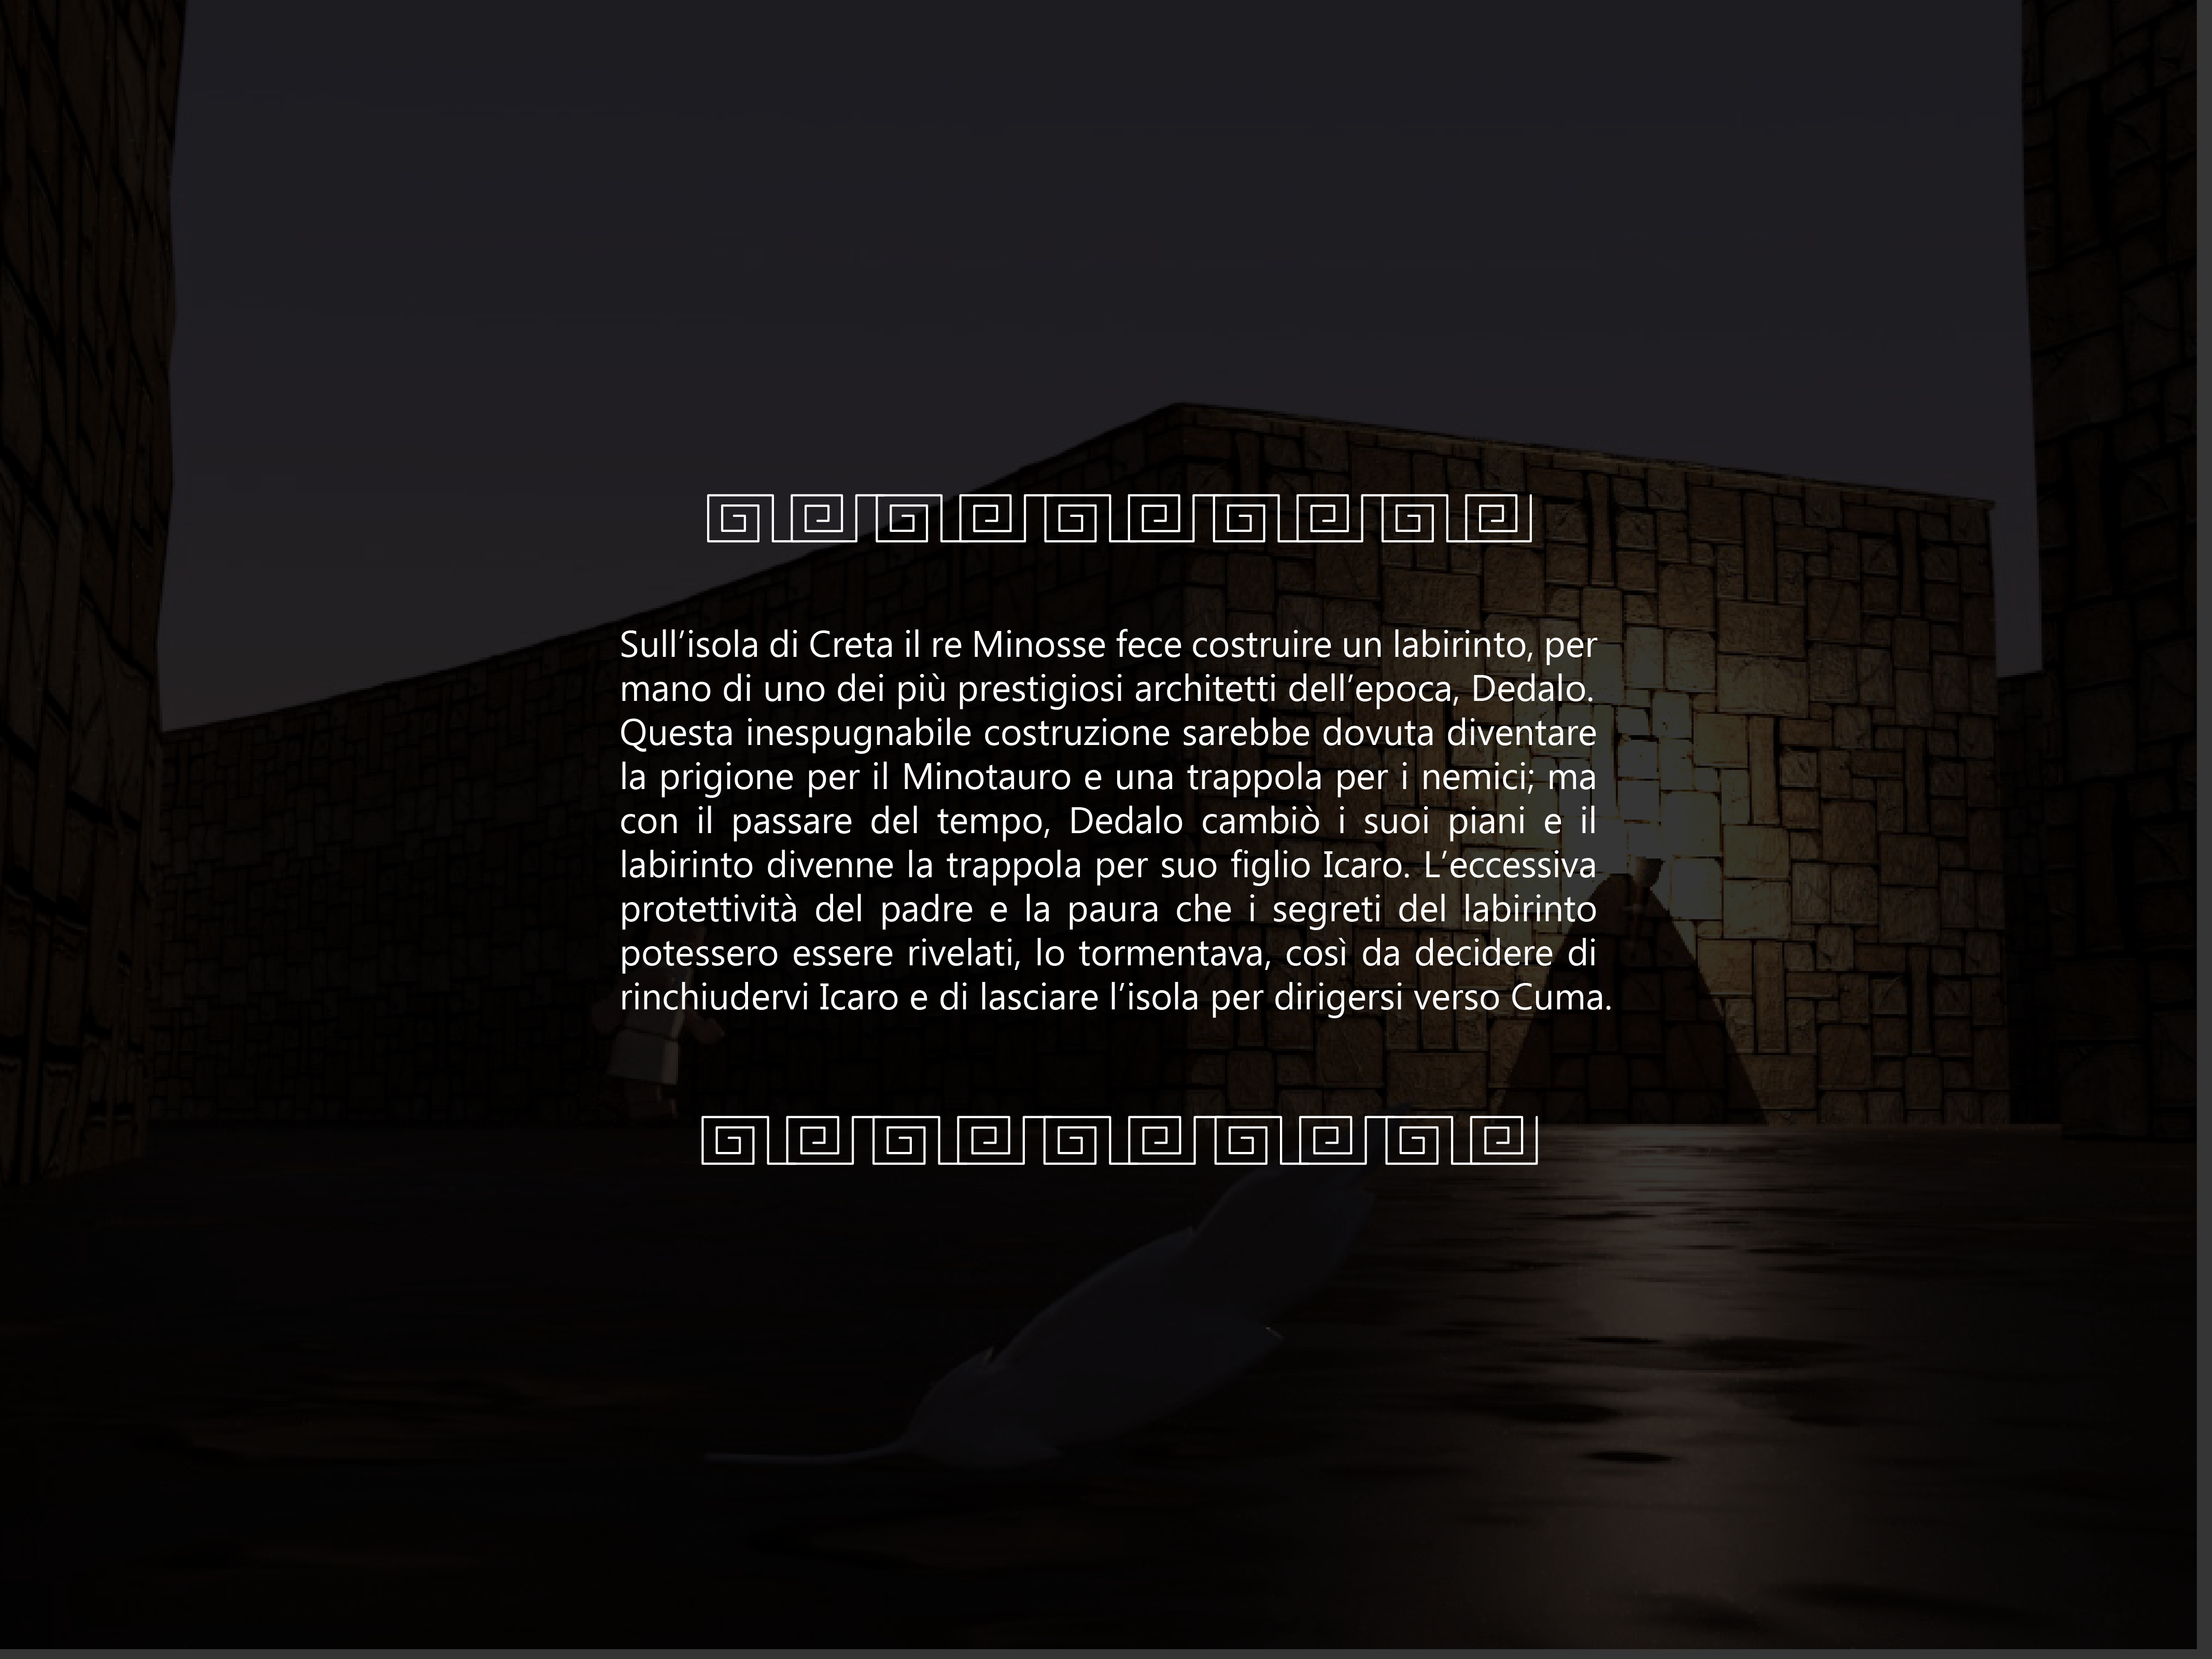 Sull’isola di Creta il re Minosse fece costruire un labirinto, per
mano di uno dei più prestigiosi architetti dell’epoca, Dedalo.
Questa inespugnabile costruzione sarebbe dovuta diventare
la prigione per il Minotauro e una trappola per i nemici; ma
con il passare del tempo, Dedalo cambiò i suoi piani e il
labirinto divenne la trappola per suo figlio Icaro. L’eccessiva
protettività del padre e la paura che i segreti del labirinto
potessero essere rivelati, lo tormentava, così da decidere di
rinchiudervi Icaro e di lasciare l’isola per dirigersi verso Cuma.